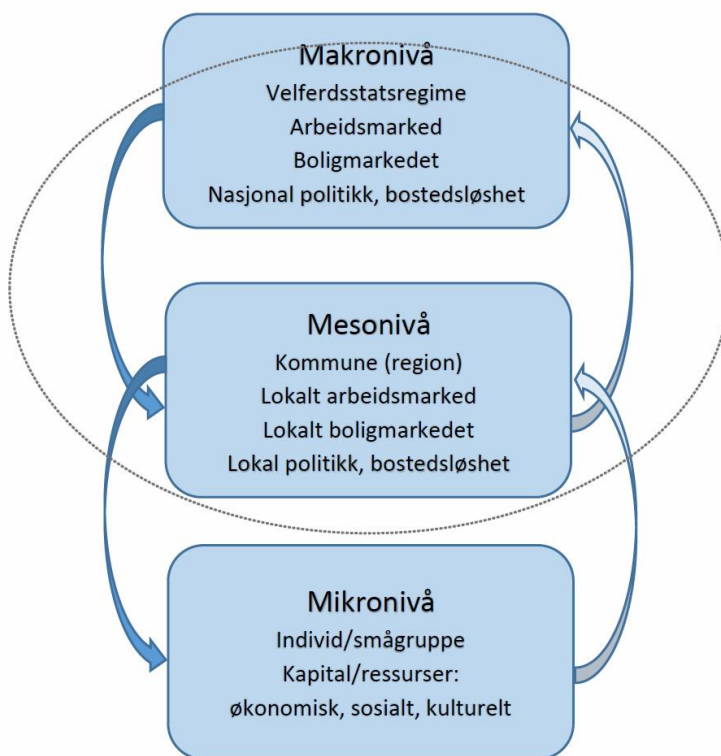 Makronivå
Velferdsstatsregime
Arbeidsmarked
Boligmarkedet
Nasjonal politikk, bostedsløshet
Mesonivå
Kommune (region)
Lokalt arbeidsmarked
Lokalt boligmarkedet
Lokal politikk, bostedsløshet
Mikronivå
Individ/smågruppe
Kapital/ressurser:
økonomisk, sosialt, kulturelt